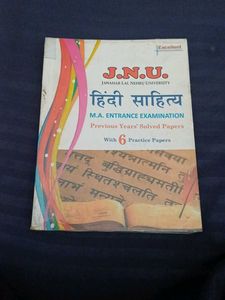 Excellent
J.N.U.
JAWAHAR LAL NEHRU UNIVERSITY
हिंदी साहित्य
M.A. ENTRANCE EXAMINATION
Previous Years' Solved Papers
With 6 Practice Papers